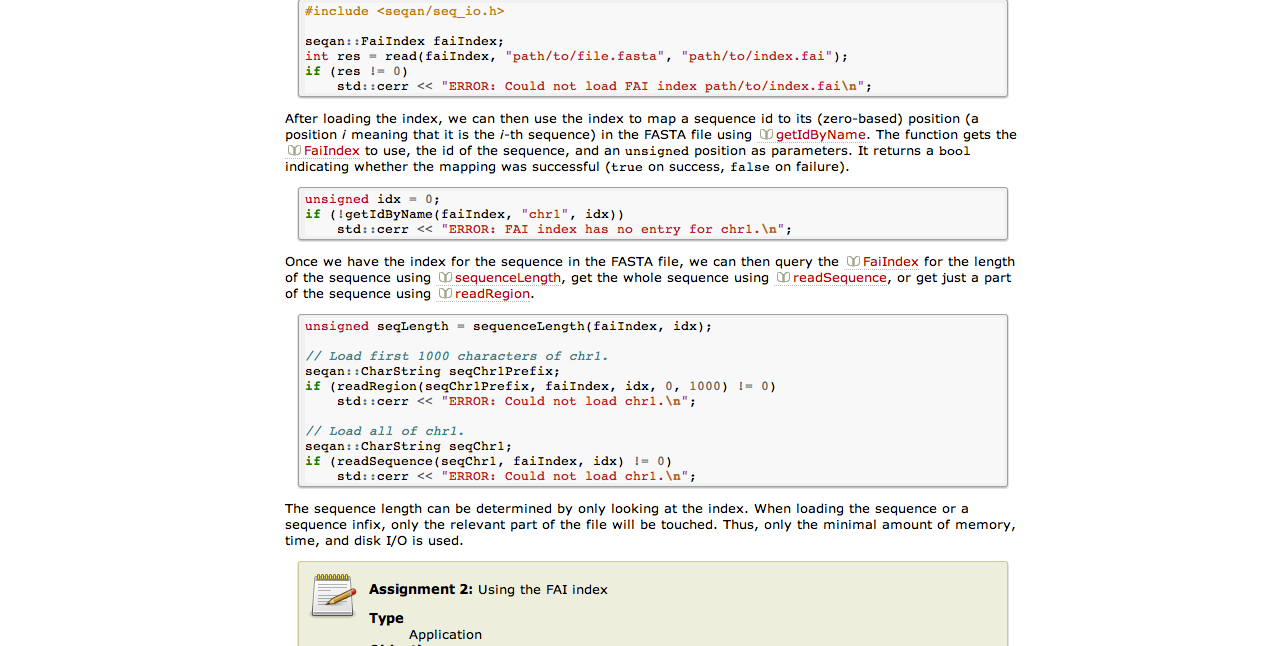 #include <seqan/seq_io.h>
seqan::FaiIndex faiIndex;
int res = read(faiIndex, "path/to/file.fasta", "path/to/index.fai");
if (res != 0)
    std::cerr << "ERROR: Could not load FAI index path/to/index.fai\n";
After loading the index, we can then use the index to map a sequence id to its (zero-based) position (a
position i meaning that it is the i-th sequence) in the FASTA file using getIdByName. The function gets the
FaiIndex to use, the id of the sequence, and an unsigned position as parameters. It returns a bool
indicating whether the mapping was successful (true on success, false on failure).
unsigned idx = 0;
if (!getIdByName(faiIndex, "chr1", idx))
    std::cerr << "ERROR: FAI index has no entry for chr1.\n";
Once we have the index for the sequence in the FASTA file, we can then query the FaiIndex for the length
of the sequence using sequenceLength, get the whole sequence using readSequence, or get just a part
of the sequence using readRegion.
unsigned seqLength = sequenceLength(faiIndex, idx);
// Load first 1000 characters of chr1.
seqan::CharString seqChr1Prefix;
if (readRegion(seqChr1Prefix, faiIndex, idx, 0, 1000) != 0)
    std::cerr << "ERROR: Could not load chr1.\n";
// Load all of chr1.
seqan::CharString seqChr1;
if (readSequence(seqChr1, faiIndex, idx) != 0)
    std::cerr << "ERROR: Could not load chr1.\n";
The sequence length can be determined by only looking at the index. When loading the sequence or a
sequence infix, only the relevant part of the file will be touched. Thus, only the minimal amount of memory,
time, and disk I/O is used.
Assignment 2: Using the FAI index
Type
Application